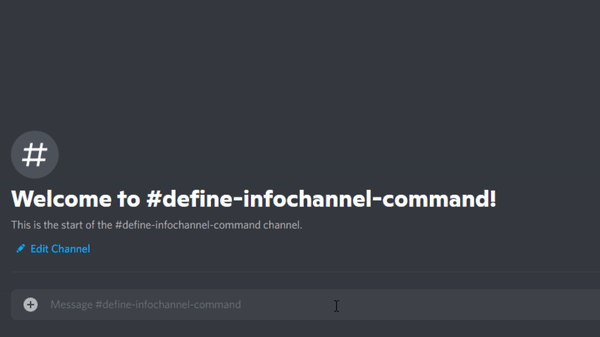 #
Welcome to #define-infochannel-command!
This is the start of the #define-infochannel-command channel.
Edit Channel
Message #define-infochannel-command